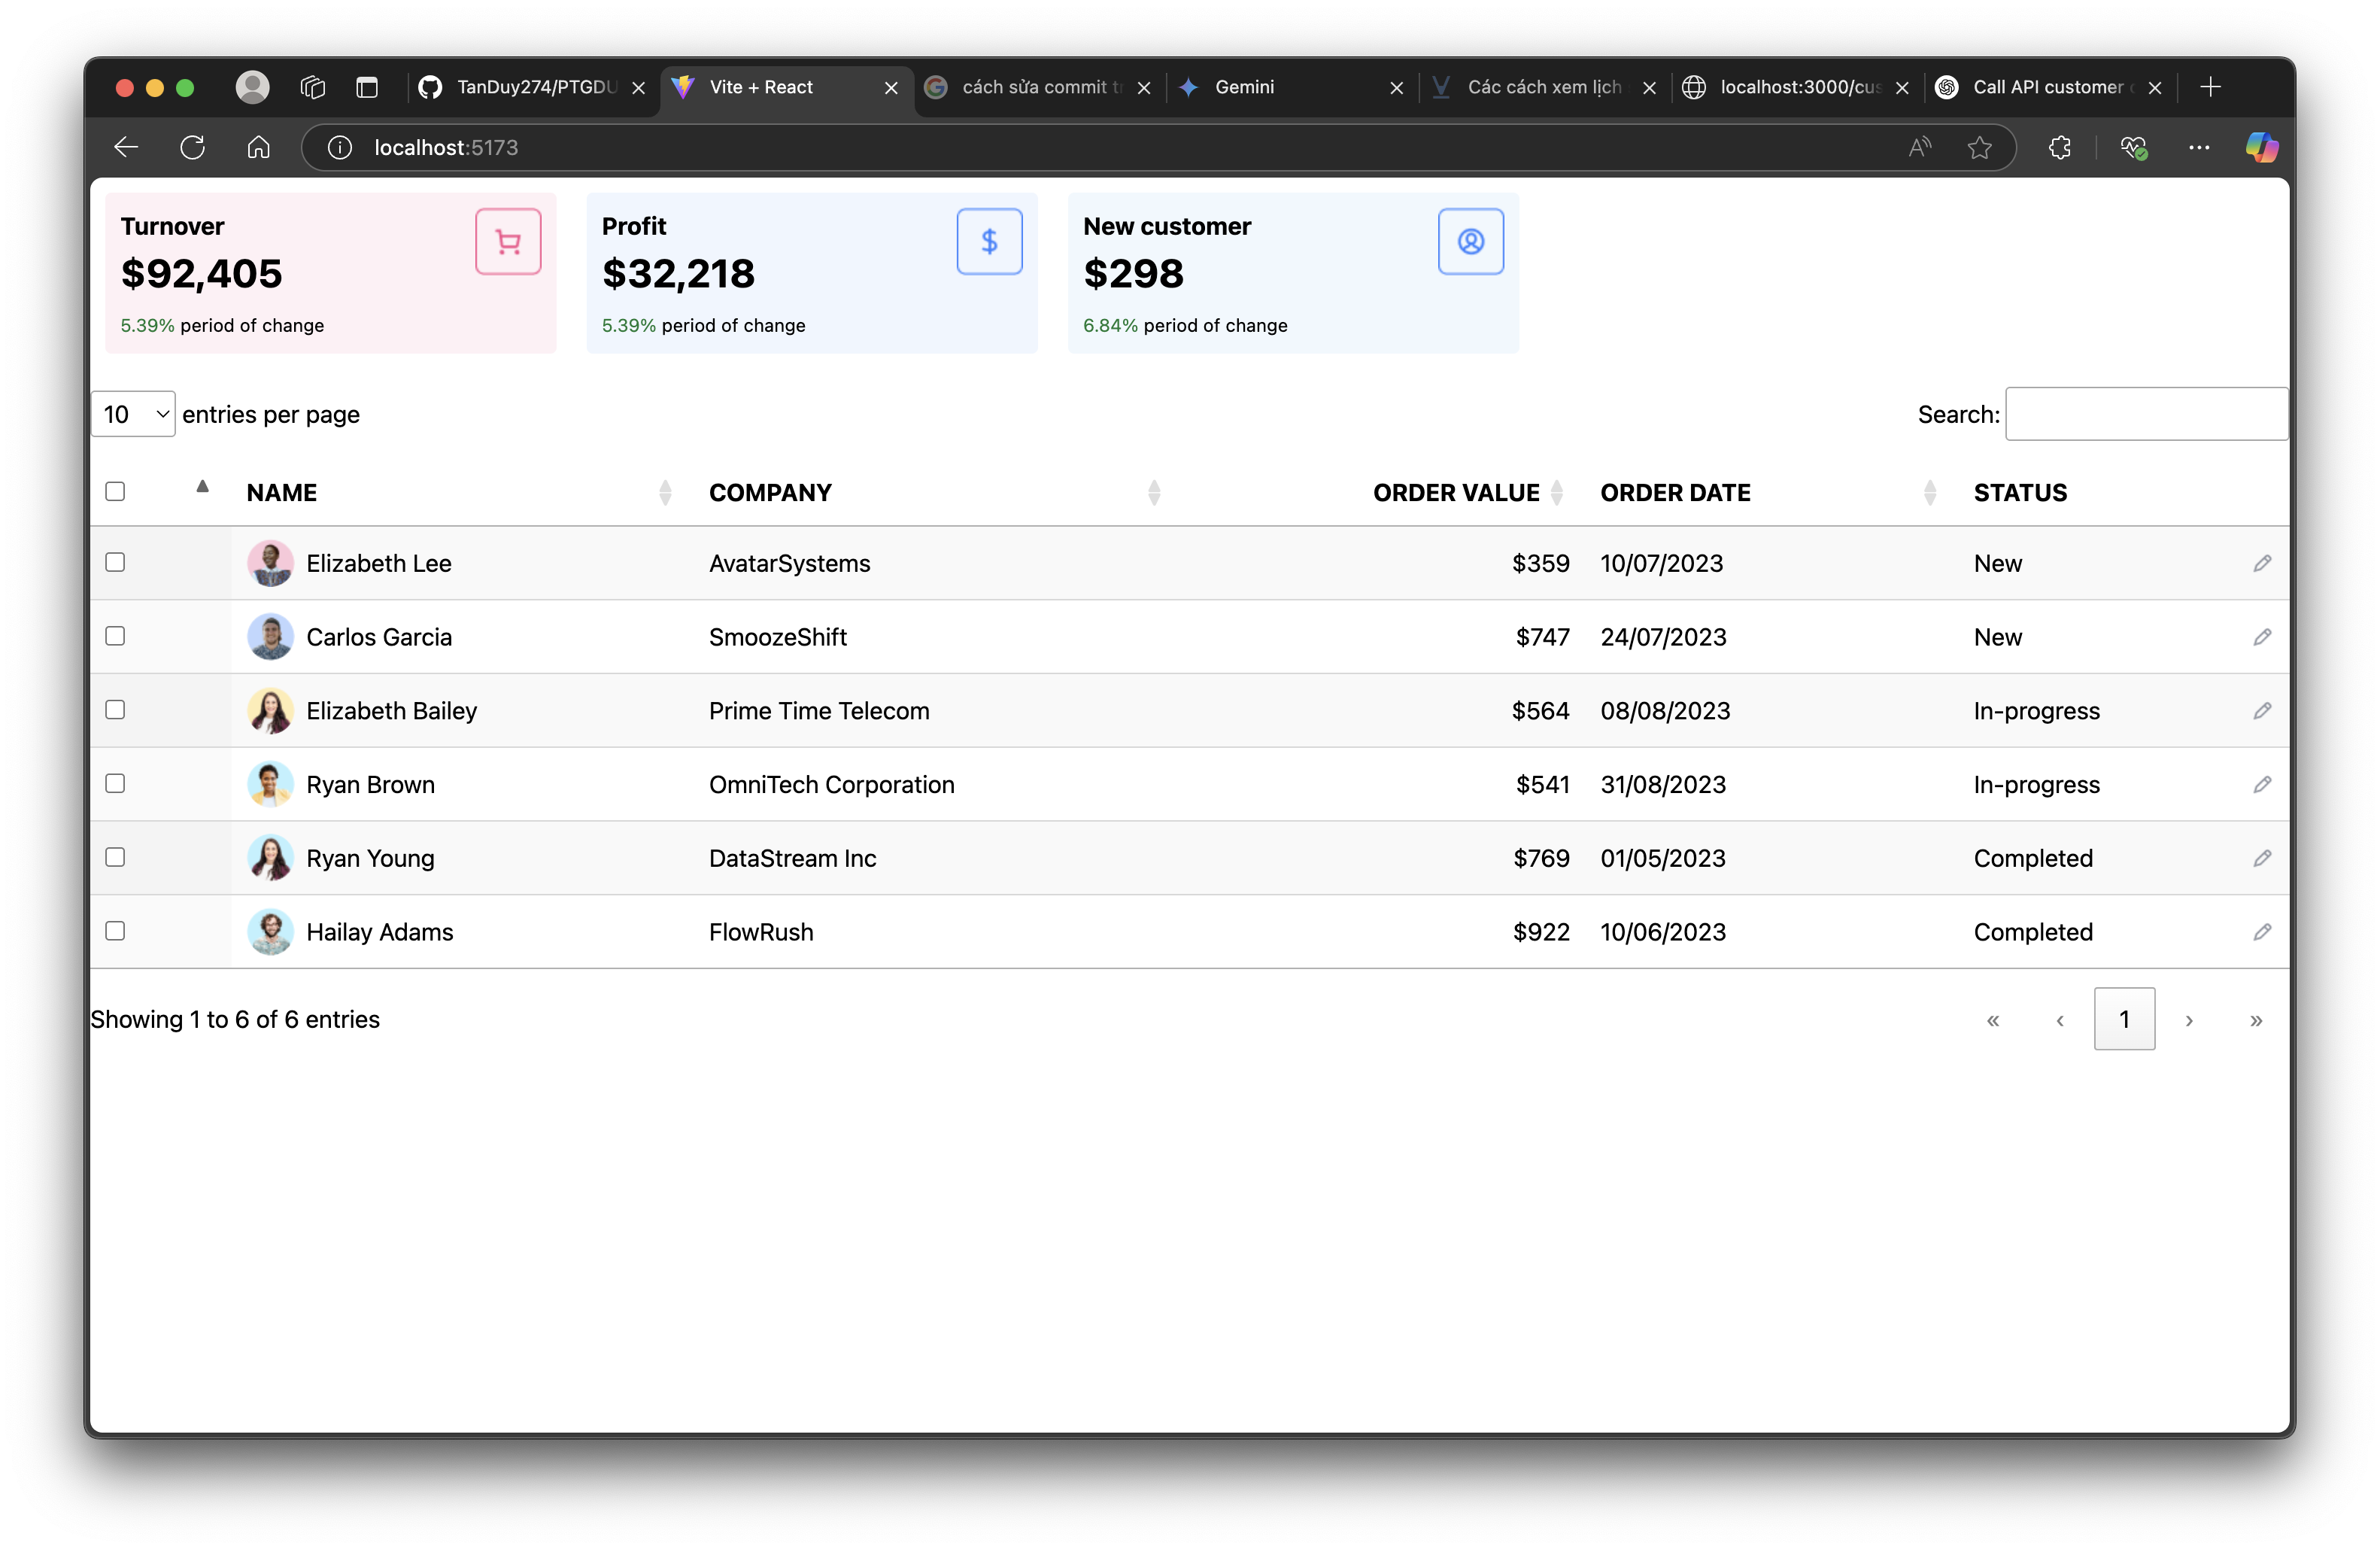 TanDuy274/PTGDU
Vite + React
cách sửa commit tr
Gemini
Các cách xem lịch
localhost:3000/cus
Call API customer
localhost:5173
Turnover
$92,405
5.39% period of change
Profit
$32,218
5.39% period of change
New customer
$298
6.84% period of change
10 entries per page
Search:
NAME COMPANY ORDER VALUE ORDER DATE STATUS
Elizabeth Lee AvatarSystems $359 10/07/2023 New
Carlos Garcia SmoozeShift $747 24/07/2023 New
Elizabeth Bailey Prime Time Telecom $564 08/08/2023 In-progress
Ryan Brown OmniTech Corporation $541 31/08/2023 In-progress
Ryan Young DataStream Inc $769 01/05/2023 Completed
Hailay Adams FlowRush $922 10/06/2023 Completed
Showing 1 to 6 of 6 entries
« ‹ 1 › »